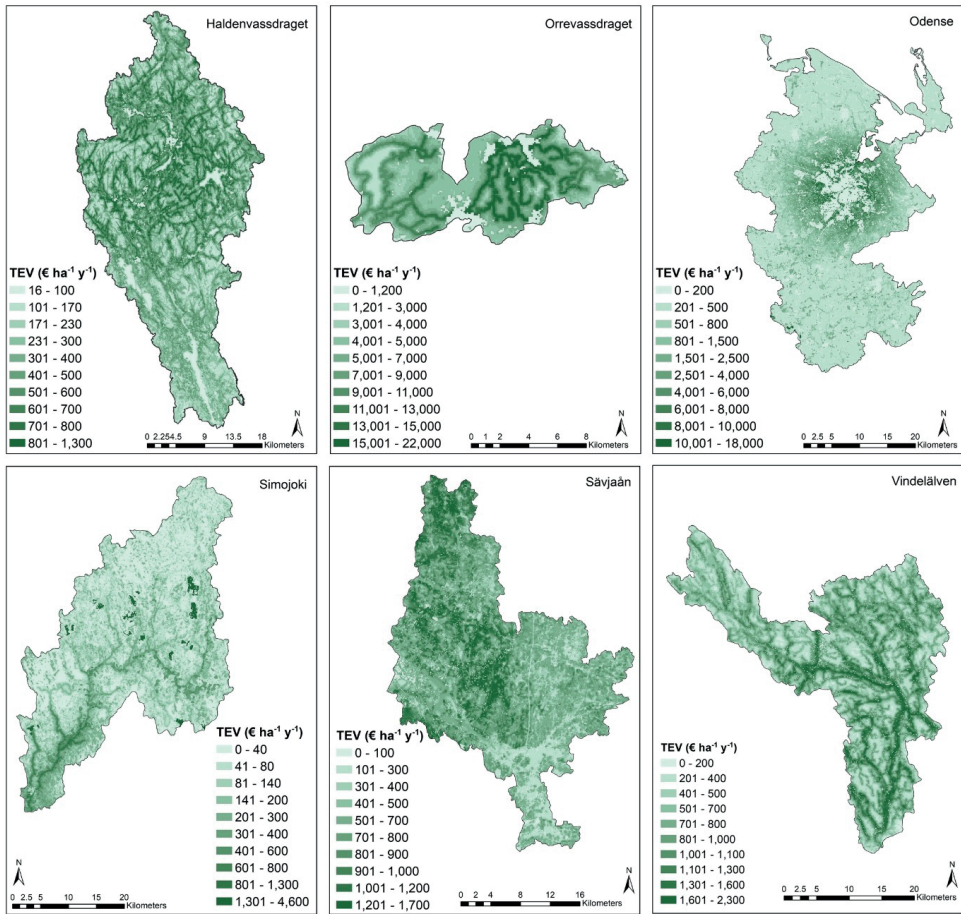 Haldenvassdraget
TEV (€ ha⁻¹ y⁻¹)
16 - 100
101 - 170
171 - 230
231 - 300
301 - 400
401 - 500
501 - 600
601 - 700
701 - 800
801 - 1,300
N
0 2.254.5 9 13.5 18
Kilometers
Orrevassdraget
TEV (€ ha⁻¹ y⁻¹)
0 - 1,200
1,201 - 3,000
3,001 - 4,000
4,001 - 5,000
5,001 - 7,000
7,001 - 9,000
9,001 - 11,000
11,001 - 13,000
13,001 - 15,000
15,001 - 22,000
N
0 1 2 4 6 8
Kilometers
Odense
TEV (€ ha⁻¹ y⁻¹)
0 - 200
201 - 500
501 - 800
801 - 1,500
1,501 - 2,500
2,501 - 4,000
4,001 - 6,000
6,001 - 8,000
8,001 - 10,000
10,001 - 18,000
N
0 2.5 5 10 15 20
Kilometers
Simojoki
TEV (€ ha⁻¹ y⁻¹)
0 - 40
41 - 80
81 - 140
141 - 200
201 - 300
301 - 400
401 - 600
601 - 800
801 - 1,300
1,301 - 4,600
N
0 2.5 5 10 15 20
Kilometers
Sävjaån
TEV (€ ha⁻¹ y⁻¹)
0 - 100
101 - 300
301 - 400
401 - 500
501 - 700
701 - 800
801 - 900
901 - 1,000
1,001 - 1,200
1,201 - 1,700
N
0 2 4 8 12 16
Kilometers
Vindelälven
TEV (€ ha⁻¹ y⁻¹)
0 - 200
201 - 400
401 - 500
501 - 700
701 - 800
801 - 1,000
1,001 - 1,100
1,101 - 1,300
1,301 - 1,600
1,601 - 2,300
N
0 2.5 5 10 15 20
Kilometers